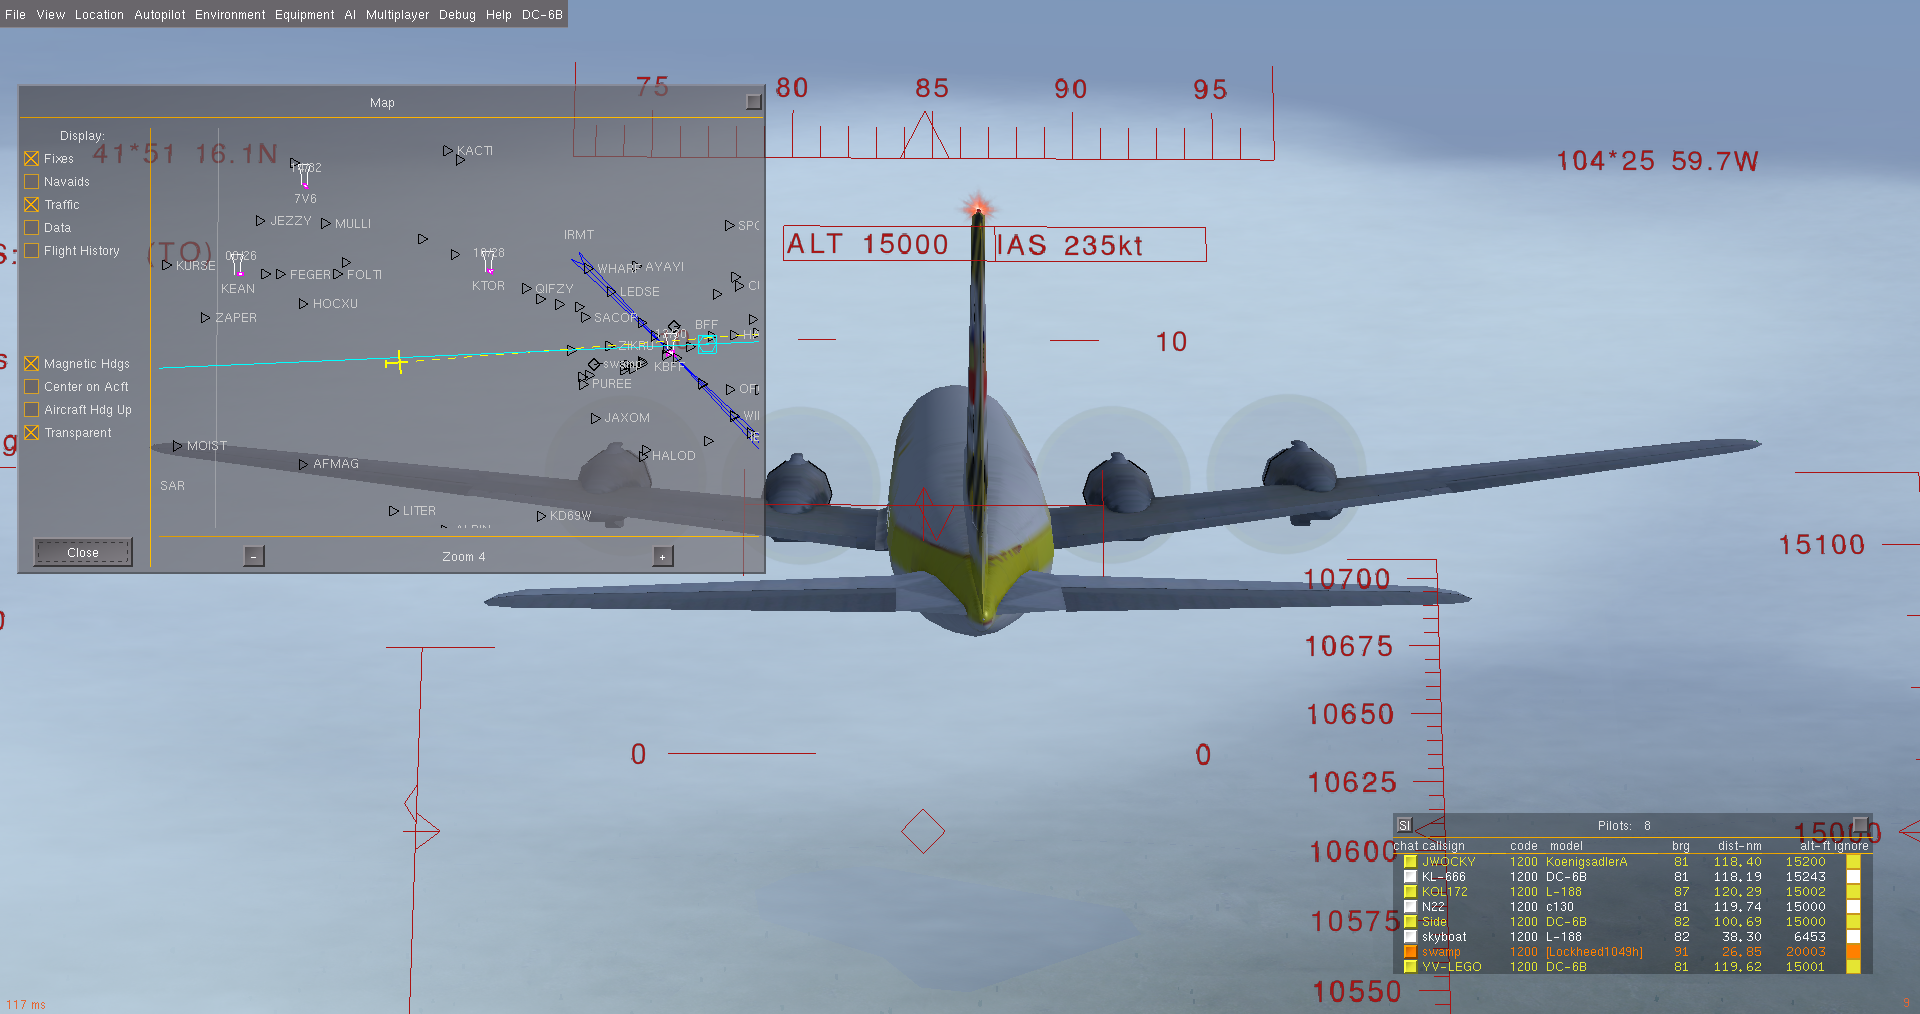 File View Location Autopilot Environment Equipment AI Multiplayer Debug Help DC-6B
75 80 85 90 95
Map
Display:
Fixes
Navaids
Traffic
Data
Flight History
Magnetic Hdgs
Center on Acft
Aircraft Hdg Up
Transparent
Close
41*51 16.1N
104*25 59.7W
(TO)
KACTI
7V6
JEZZY
MULLI
SPO
IRMT
KURSE
KEAN
FEGER
FOLTI
10/28
KTOR
WHARF
AYAYI
QIFZY
LEDSE
HOCXU
ZAPER
SACOR
BFF
ZIKRU
swamp
KBFF
PUREE
JAXOM
MOIST
AFMAG
HALOD
SAR
LITER
KD69W
- Zoom 4 +
ALT 15000 IAS 235kt
10
15100
10700
10675
10650
0 0
10625
10600
10575
10550
15000
SI Pilots: 8
chat callsign code model brg dist-nm alt-ft ignore
JWOCKY 1200 KoenigsadlerA 81 118.40 15200
KL-666 1200 DC-6B 81 118.19 15243
KOL172 1200 L-188 87 120.29 15002
N22 1200 c130 81 119.74 15000
Side 1200 DC-6B 82 100.69 15000
skyboat 1200 L-188 82 38.30 6453
swamp 1200 [Lockheed1049h] 91 26.85 20003
YV-LEGO 1200 DC-6B 81 119.62 15001
117 ms
9